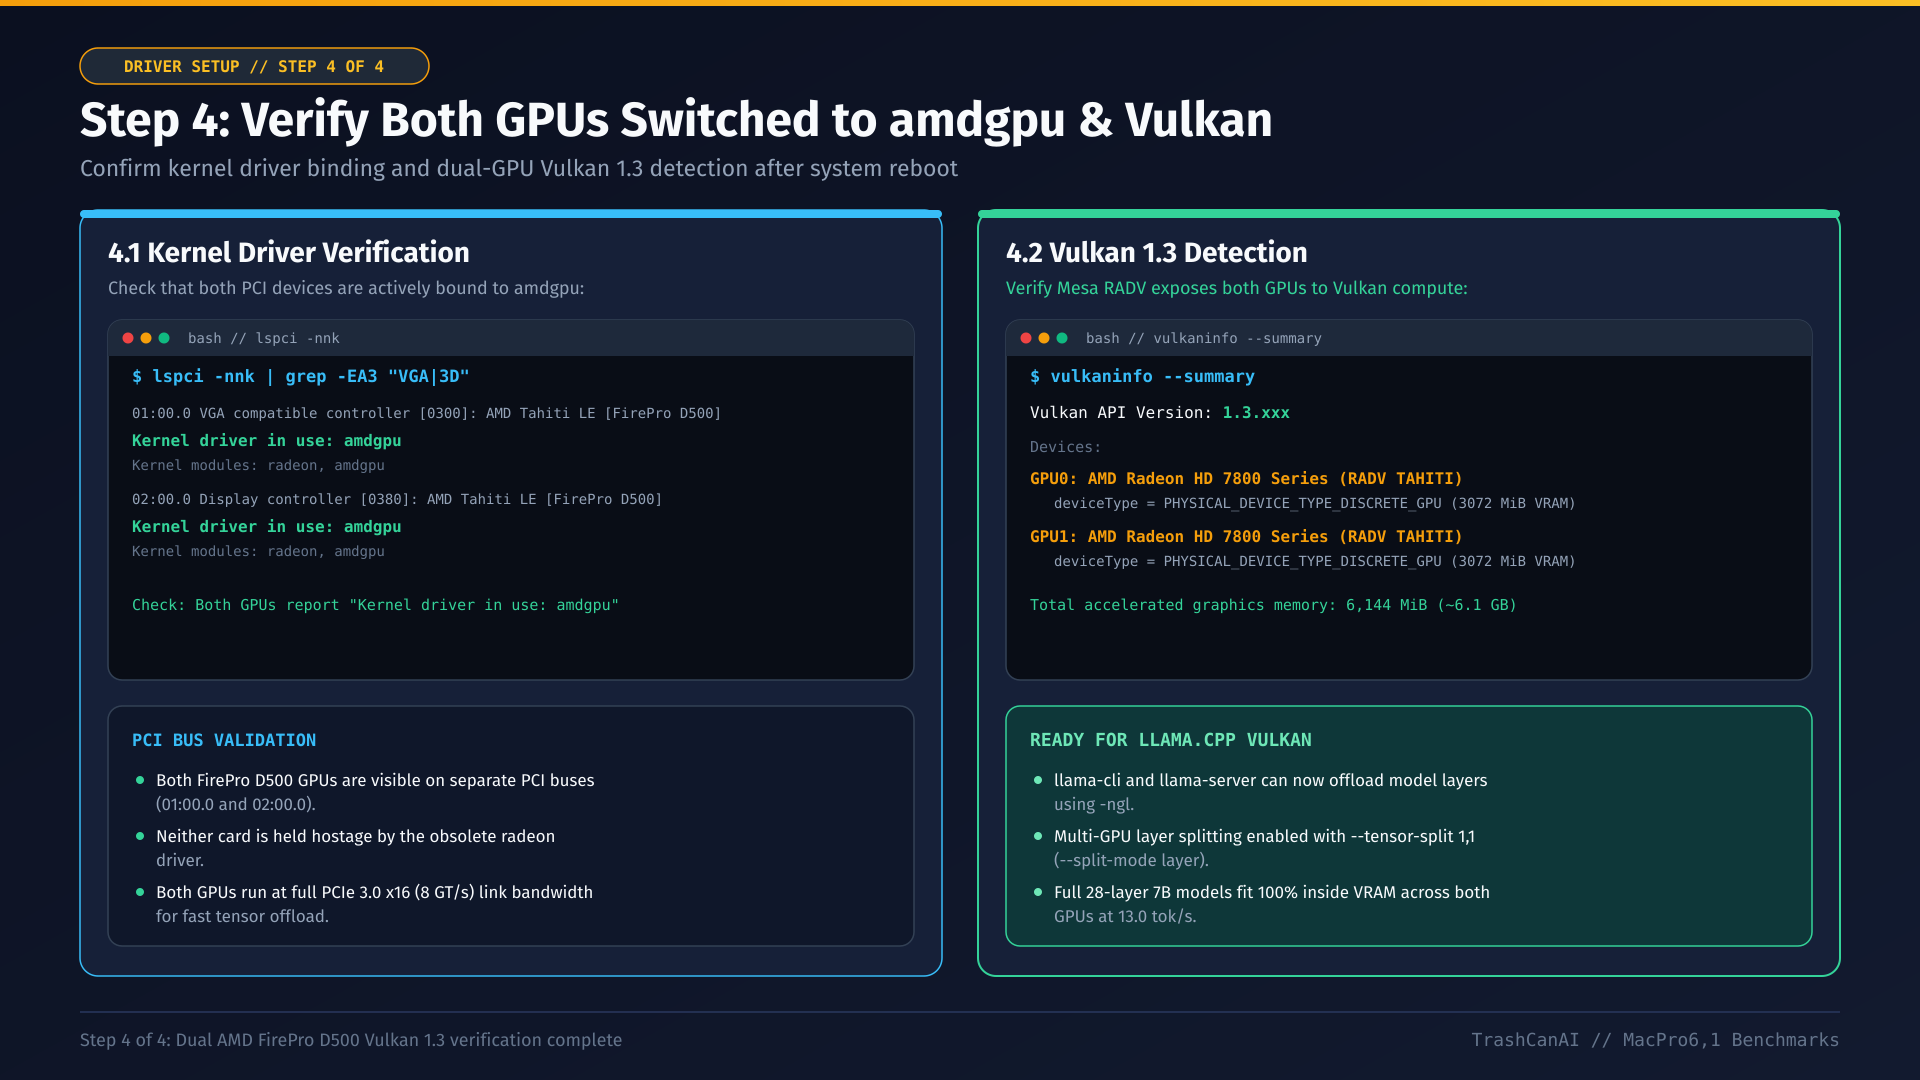 DRIVER SETUP // STEP 4 OF 4
Step 4: Verify Both GPUs Switched to amdgpu & Vulkan
Confirm kernel driver binding and dual-GPU Vulkan 1.3 detection after system reboot
4.1 Kernel Driver Verification
Check that both PCI devices are actively bound to amdgpu:
bash // lspci -nnk
$ lspci -nnk | grep -EA3 "VGA|3D"
01:00.0 VGA compatible controller [0300]: AMD Tahiti LE [FirePro D500]
Kernel driver in use: amdgpu
Kernel modules: radeon, amdgpu
02:00.0 Display controller [0380]: AMD Tahiti LE [FirePro D500]
Kernel driver in use: amdgpu
Kernel modules: radeon, amdgpu
Check: Both GPUs report "Kernel driver in use: amdgpu"
PCI BUS VALIDATION
Both FirePro D500 GPUs are visible on separate PCI buses
(01:00.0 and 02:00.0).
Neither card is held hostage by the obsolete radeon
driver.
Both GPUs run at full PCIe 3.0 x16 (8 GT/s) link bandwidth
for fast tensor offload.
4.2 Vulkan 1.3 Detection
Verify Mesa RADV exposes both GPUs to Vulkan compute:
bash // vulkaninfo --summary
$ vulkaninfo --summary
Vulkan API Version: 1.3.xxx
Devices:
GPU0: AMD Radeon HD 7800 Series (RADV TAHITI)
deviceType = PHYSICAL_DEVICE_TYPE_DISCRETE_GPU (3072 MiB VRAM)
GPU1: AMD Radeon HD 7800 Series (RADV TAHITI)
deviceType = PHYSICAL_DEVICE_TYPE_DISCRETE_GPU (3072 MiB VRAM)
Total accelerated graphics memory: 6,144 MiB (~6.1 GB)
READY FOR LLAMA.CPP VULKAN
llama-cli and llama-server can now offload model layers
using -ngl.
Multi-GPU layer splitting enabled with --tensor-split 1,1
(--split-mode layer).
Full 28-layer 7B models fit 100% inside VRAM across both
GPUs at 13.0 tok/s.
Step 4 of 4: Dual AMD FirePro D500 Vulkan 1.3 verification complete
TrashCanAI // MacPro6,1 Benchmarks